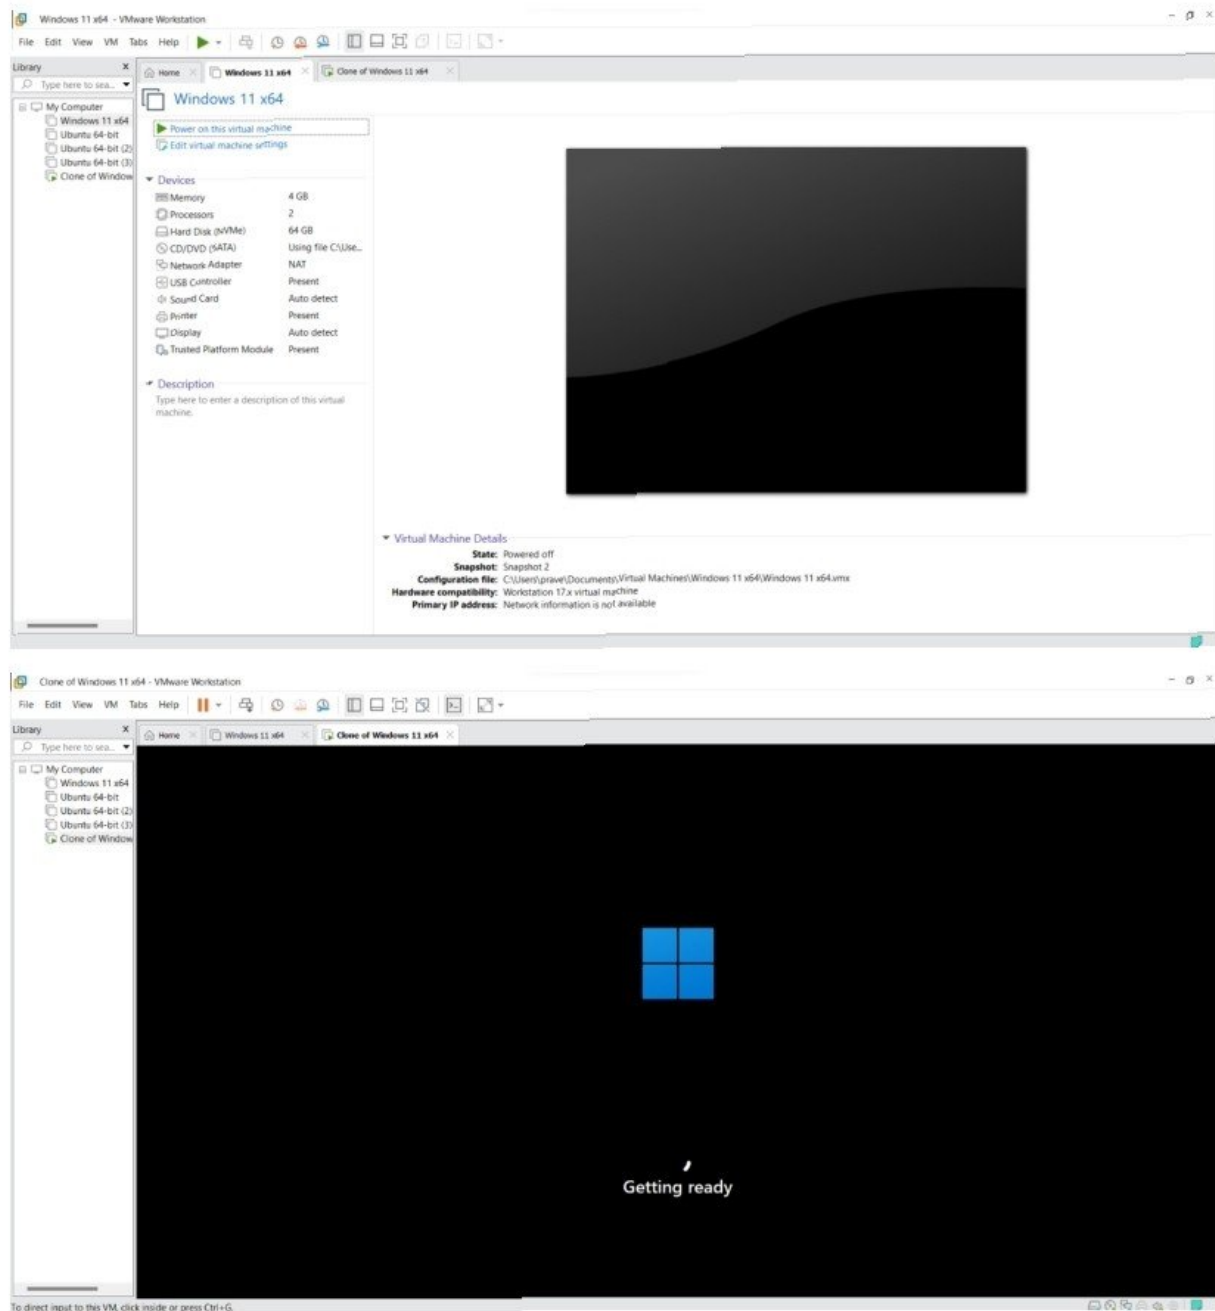 Windows 11 x64 - VMware Workstation
File Edit View VM Tabs Help
Library X
Home Windows 11 x64 Clone of Windows 11 x64
Type here to sea...
My Computer
Windows 11 x64
Ubuntu 64-bit
Ubuntu 64-bit (2)
Ubuntu 64-bit (3)
Clone of Window
Windows 11 x64
Power on this virtual machine
Edit virtual machine settings
Devices
Memory 4 GB
Processors 2
Hard Disk (NVMe) 64 GB
CD/DVD (SATA) Using file C:\Use...
Network Adapter NAT
USB Controller Present
Sound Card Auto detect
Printer Present
Display Auto detect
Trusted Platform Module Present
Description
Type here to enter a description of this virtual
machine.
Virtual Machine Details
State: Powered off
Snapshot: Snapshot 2
Configuration file: C:\Users\prave\Documents\Virtual Machines\Windows 11 x64\Windows 11 x64.vmx
Hardware compatibility: Workstation 17.x virtual machine
Primary IP address: Network information is not available
Clone of Windows 11 x64 - VMware Workstation
File Edit View VM Tabs Help
Library X
Home Windows 11 x64 Clone of Windows 11 x64
Type here to sea...
My Computer
Windows 11 x64
Ubuntu 64-bit
Ubuntu 64-bit (2)
Ubuntu 64-bit (3)
Clone of Window
Getting ready
To direct input to this VM, click inside or press Ctrl+G.